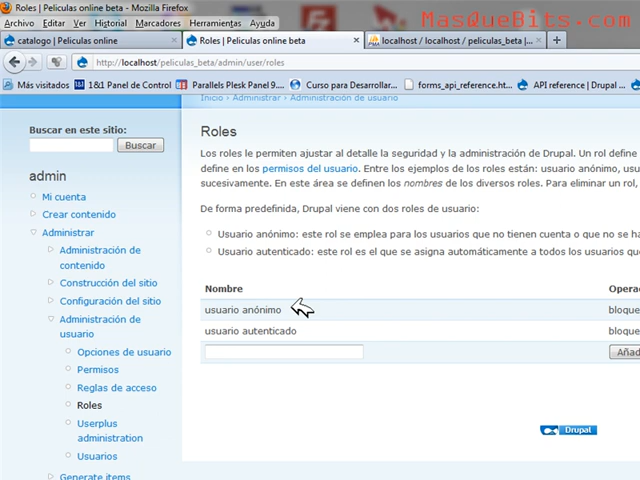 Roles | Peliculas online beta - Mozilla Firefox
MasQueBits.com
Archivo Editar Ver Historial Marcadores Herramientas Ayuda
catalogo | Peliculas online
Roles | Peliculas online beta
localhost / localhost / peliculas_beta |...
http://localhost/peliculas_beta/admin/user/roles
Más visitados
1&1 Panel de Control
Parallels Plesk Panel 9....
Curso para Desarrollar...
forms_api_reference.ht...
API reference | Drupal ...
Inicio › Administrar › Administración de usuario
Buscar en este sitio:
Buscar
admin
Mi cuenta
Crear contenido
Administrar
Administración de
contenido
Construcción del sitio
Configuración del sitio
Administración de
usuario
Opciones de usuario
Permisos
Reglas de acceso
Roles
Userplus
administration
Usuarios
Generate items
Roles
Los roles le permiten ajustar al detalle la seguridad y la administración de Drupal. Un rol define
define en los permisos del usuario. Entre los ejemplos de los roles están: usuario anónimo, usu
sucesivamente. En este área se definen los nombres de los diversos roles. Para eliminar un rol,
De forma predefinida, Drupal viene con dos roles de usuario:
Usuario anónimo: este rol se emplea para los usuarios que no tienen cuenta o que no se ha
Usuario autenticado: este rol es el que se asigna automáticamente a todos los usuarios que
Nombre Opera
usuario anónimo bloque
usuario autenticado bloque
Añad
Drupal